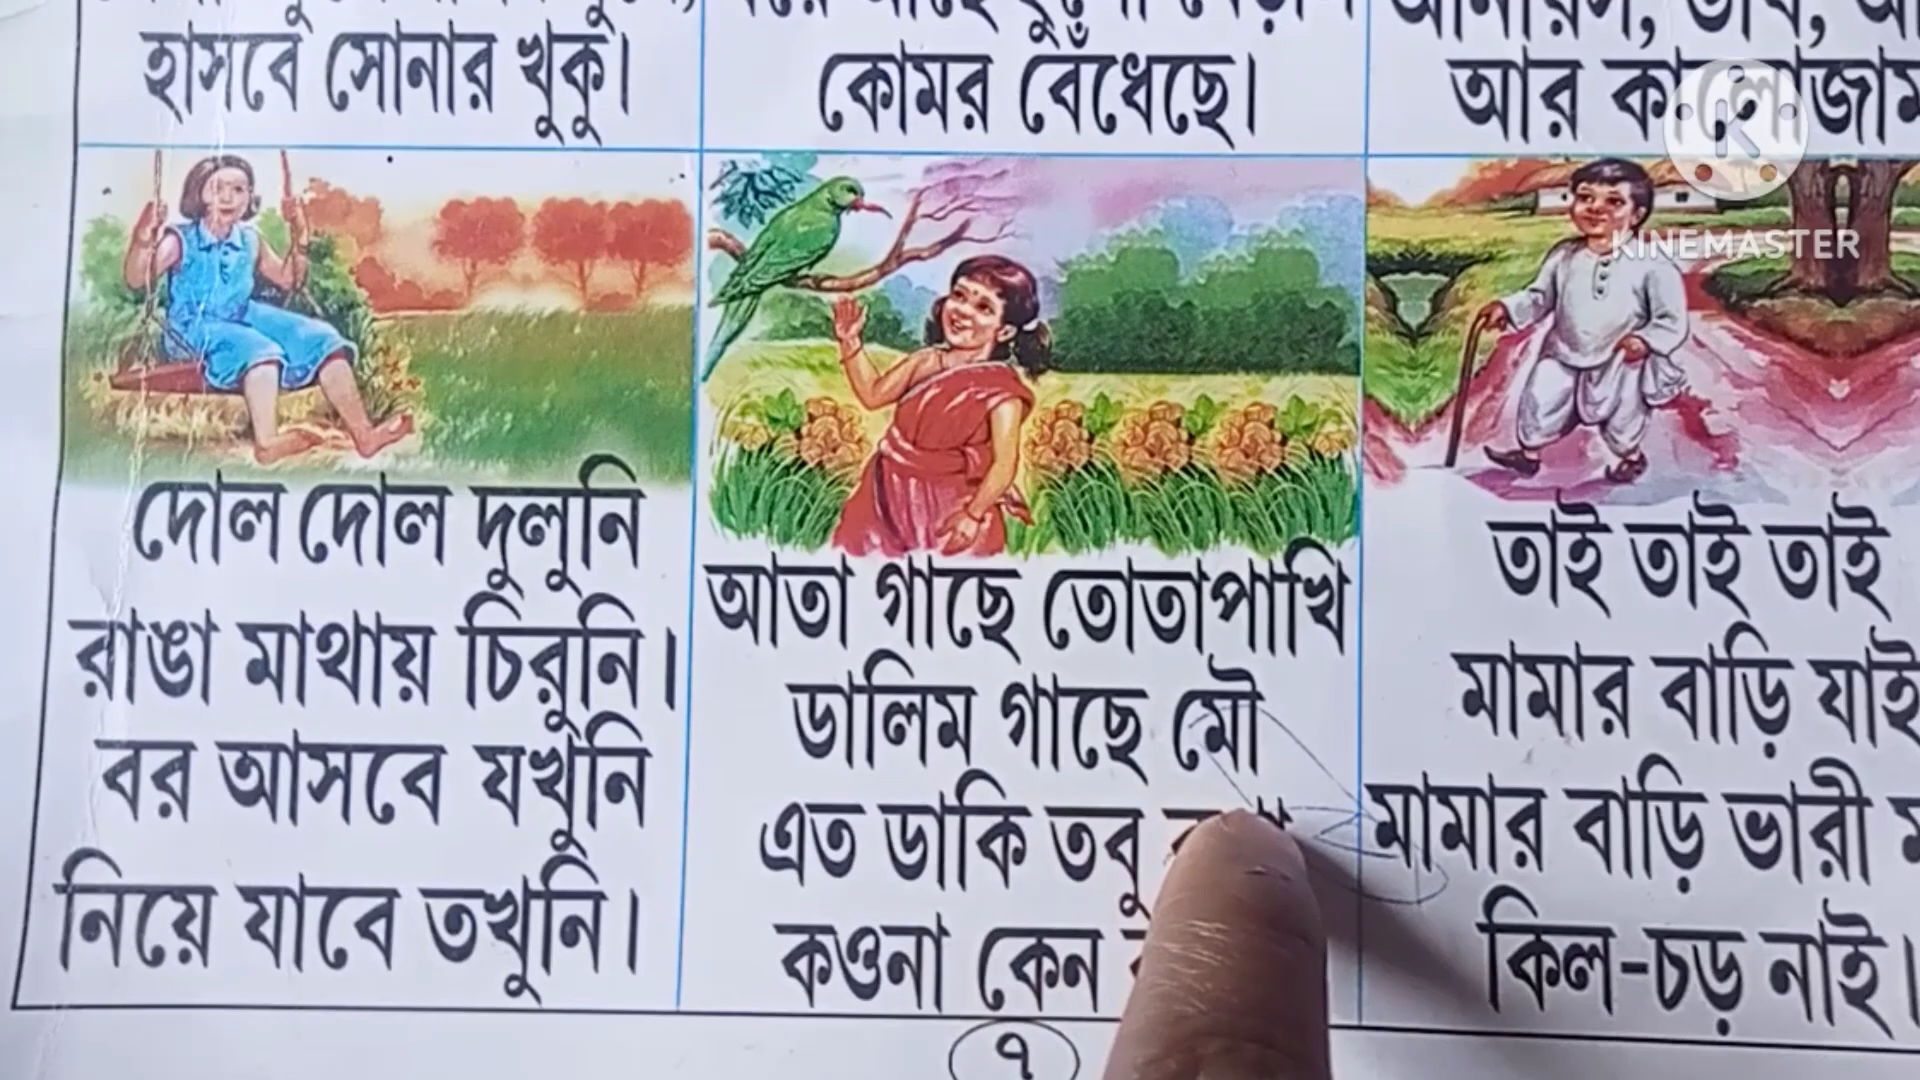 হাসবে সোনার খুকু।
কোমর বেঁধেছে।
আর কালোজাম
KINEMASTER
দোল দোল দুলুনি
রাঙা মাথায় চিরুনি।
বর আসবে যখুনি
নিয়ে যাবে তখুনি।
আতা গাছে তোতাপাখি
ডালিম গাছে মৌ
এত ডাকি তবু
কওনা কেন
তাই তাই তাই
মামার বাড়ি যাই
মামার বাড়ি ভারী
কিল-চড় নাই।
৭